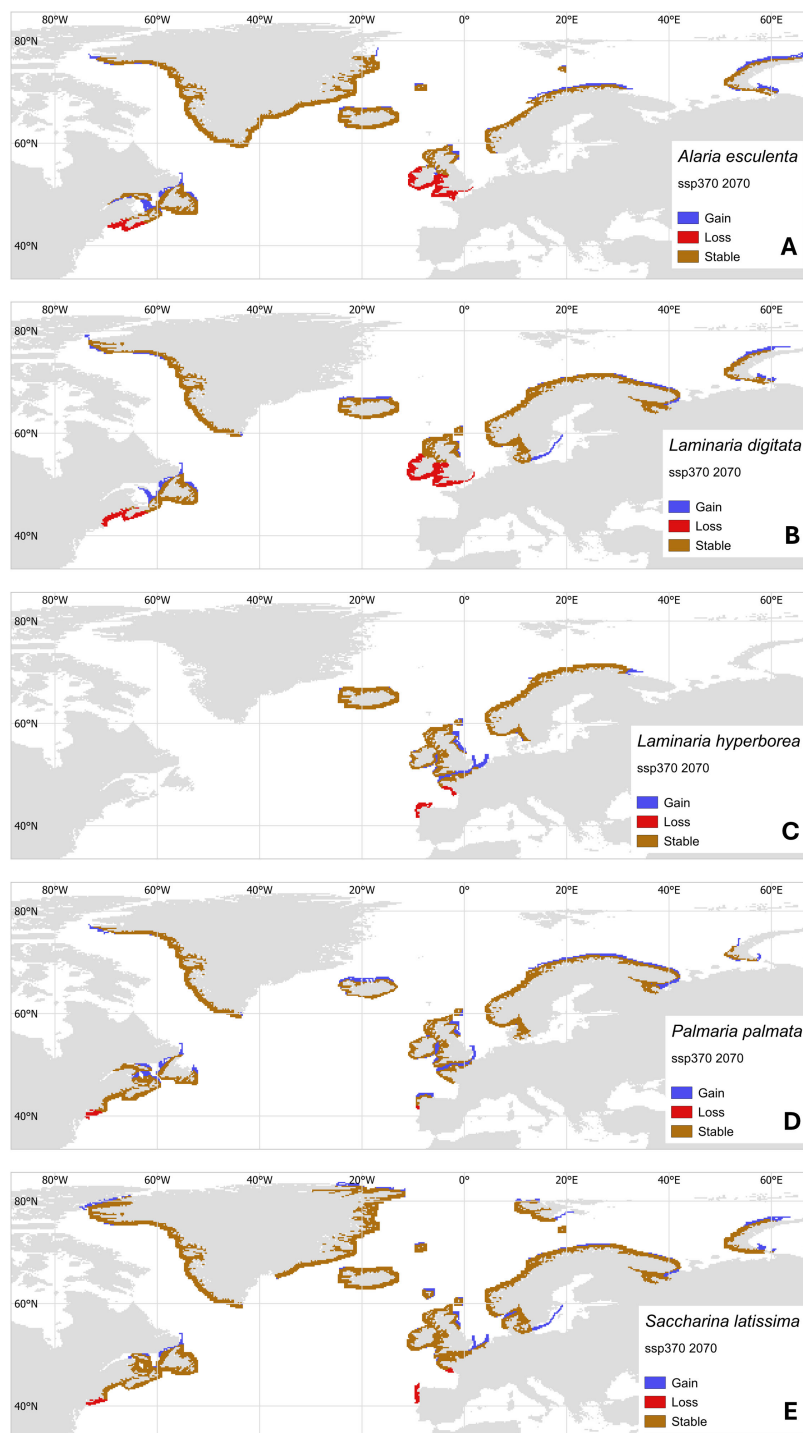 80°W 60°W 40°W 20°W 0° 20°E 40°E 60°E
80°N
60°N
40°N
Alaria esculenta
ssp370 2070
Gain
Loss
Stable
A
80°W 60°W 40°W 20°W 0° 20°E 40°E 60°E
80°N
60°N
40°N
Laminaria digitata
ssp370 2070
Gain
Loss
Stable
B
80°W 60°W 40°W 20°W 0° 20°E 40°E 60°E
80°N
60°N
40°N
Laminaria hyperborea
ssp370 2070
Gain
Loss
Stable
C
80°W 60°W 40°W 20°W 0° 20°E 40°E 60°E
80°N
60°N
40°N
Palmaria palmata
ssp370 2070
Gain
Loss
Stable
D
80°W 60°W 40°W 20°W 0° 20°E 40°E 60°E
80°N
60°N
40°N
Saccharina latissima
ssp370 2070
Gain
Loss
Stable
E